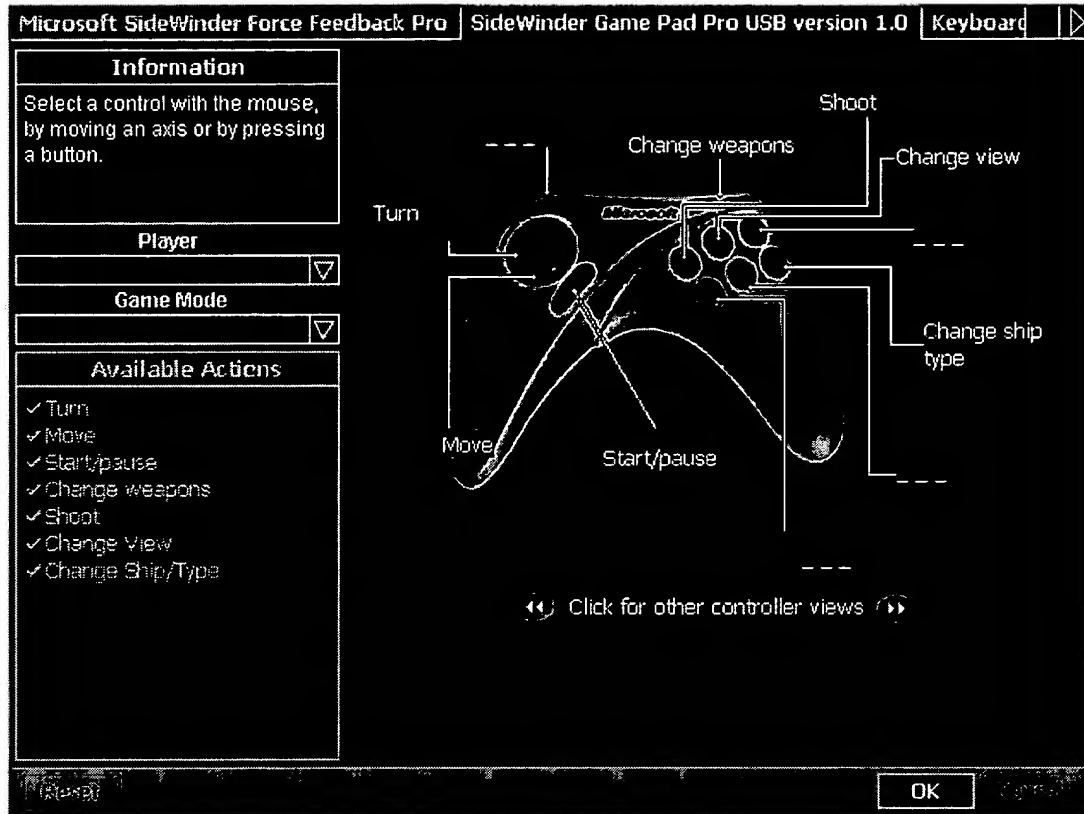 Microsoft SideWinder Force Feedback Pro
SideWinder Game Pad Pro USB version 1.0
Keyboard
Information
Select a control with the mouse,
by moving an axis or by pressing
a button.
Player
Game Mode
Available Actions
✓ Turn
✓ Move
✓ Start/pause
✓ Change weapons
✓ Shoot
✓ Change View
✓ Change Ship/Type
Shoot
_ _ _
Change weapons
Change view
Turn
Microsoft
_ _ _
Change ship
type
Move
Start/pause
_ _ _
_ _ _
Click for other controller views
Reset
OK
Cancel